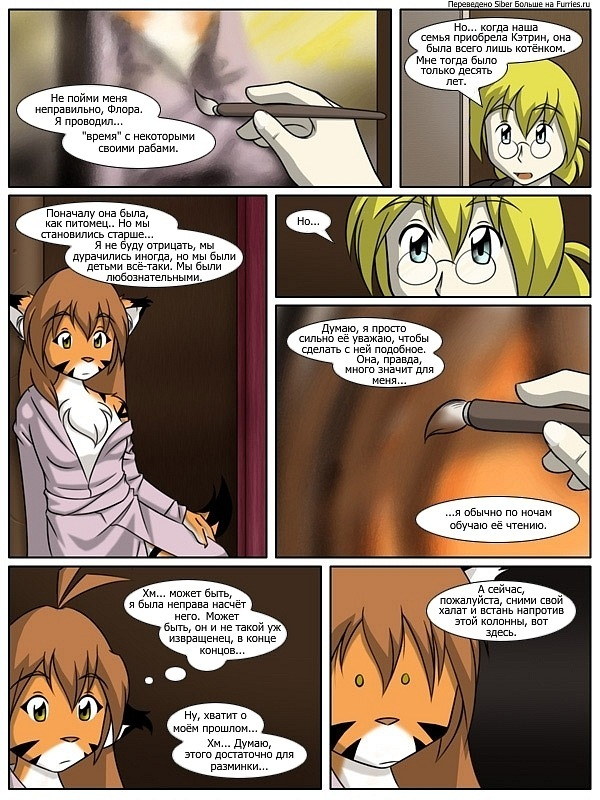 Переведено Siber Больше на Furries.ru
Не пойми меня
неправильно, Флора.
Я проводил...
"время" с некоторыми
своими рабами.
Но... когда наша
семья приобрела Кэтрин, она
была всего лишь котёнком.
Мне тогда было
только десять
лет.
Поначалу она была,
как питомец.. Но мы
становились старше...
Я не буду отрицать, мы
дурачились иногда, но мы были
детьми всё-таки. Мы были
любознательными.
Но...
Думаю, я просто
сильно её уважаю, чтобы
сделать с ней подобное.
Она, правда,
много значит для
меня...
...я обычно по ночам
обучаю её чтению.
Хм... может быть,
я была неправа насчёт
него. Может
быть, он и не такой уж
извращенец, в конце
концов...
Ну, хватит о
моём прошлом...
Хм... Думаю,
этого достаточно для
разминки...
А сейчас,
пожалуйста, сними свой
халат и встань напротив
этой колонны, вот
здесь.